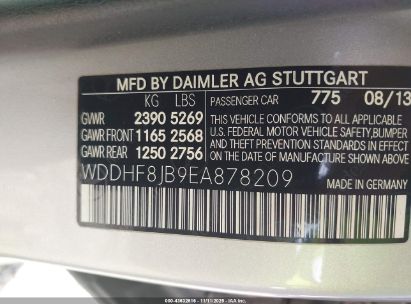 MFD BY DAIMLER AG STUTTGART
KG LBS PASSENGER CAR 775 08/13
GVWR 2390 5269 THIS VEHICLE CONFORMS TO ALL APPLICABLE
GAWR FRONT 1165 2568 U.S. FEDERAL MOTOR VEHICLE SAFETY, BUMPER
GAWR REAR 1250 2756 AND THEFT PREVENTION STANDARDS IN EFFECT
ON THE DATE OF MANUFACTURE SHOWN ABOVE
WDDHF8JB9EA878209 MADE IN GERMANY